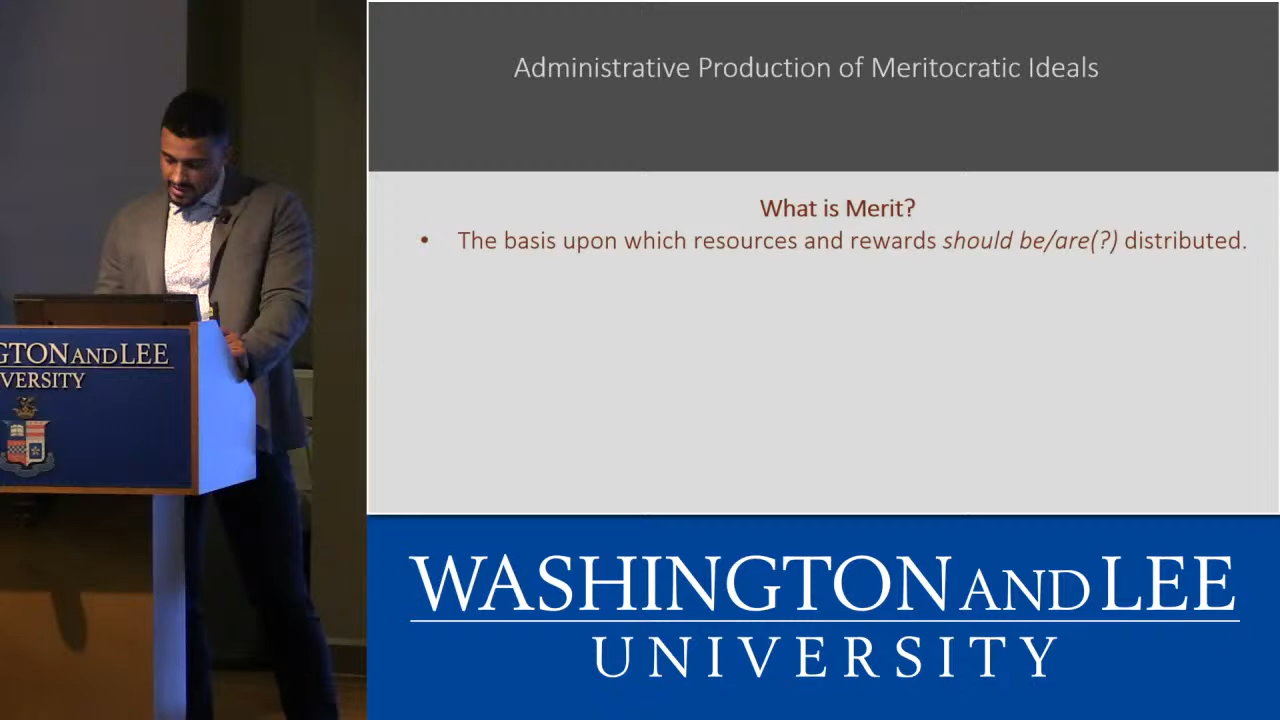 Administrative Production of Meritocratic Ideals
What is Merit?
• The basis upon which resources and rewards should be/are(?) distributed.
GTON AND LEE
VERSITY
WASHINGTON AND LEE
UNIVERSITY